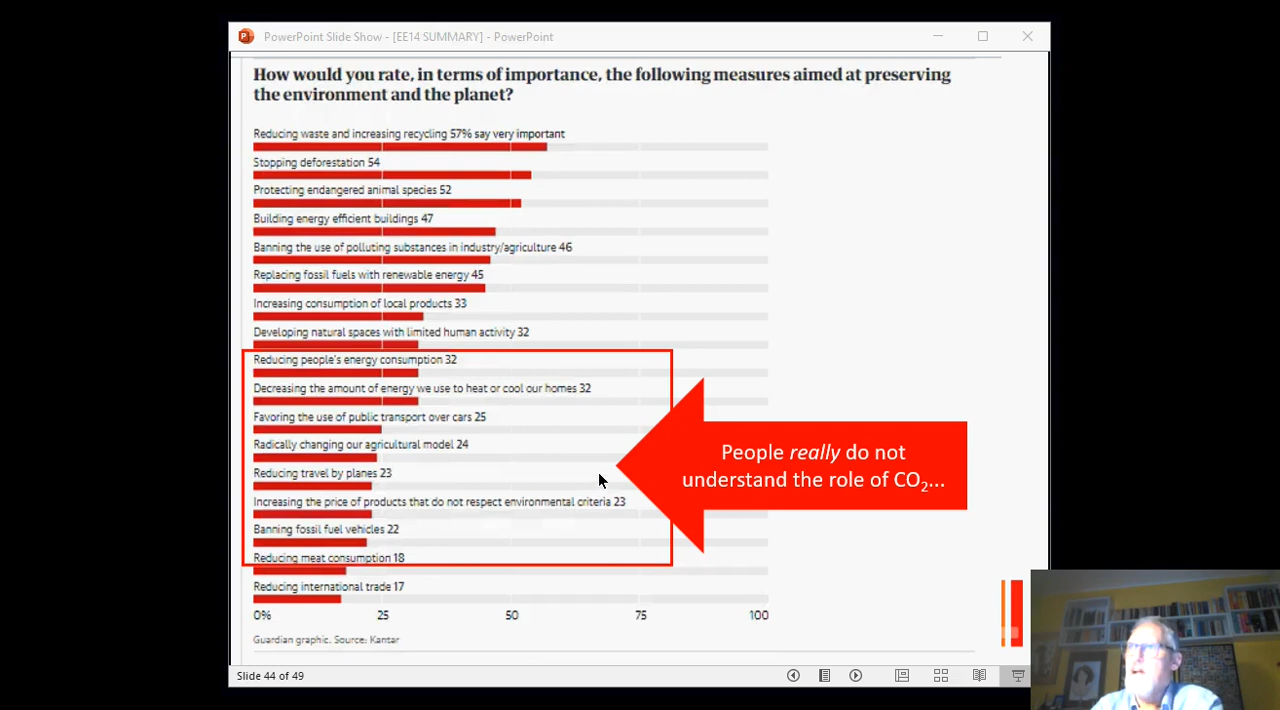 PowerPoint Slide Show - [EE14 SUMMARY] - PowerPoint
How would you rate, in terms of importance, the following measures aimed at preserving
the environment and the planet?
Reducing waste and increasing recycling 57% say very important
Stopping deforestation 54
Protecting endangered animal species 52
Building energy efficient buildings 47
Banning the use of polluting substances in industry/agriculture 46
Replacing fossil fuels with renewable energy 45
Increasing consumption of local products 33
Developing natural spaces with limited human activity 32
Reducing people's energy consumption 32
Decreasing the amount of energy we use to heat or cool our homes 32
Favoring the use of public transport over cars 25
Radically changing our agricultural model 24
Reducing travel by planes 23
Increasing the price of products that do not respect environmental criteria 23
Banning fossil fuel vehicles 22
Reducing meat consumption 18
Reducing international trade 17
0% 25 50 75 100
Guardian graphic. Source: Kantar
People really do not
understand the role of CO₂...
Slide 44 of 49